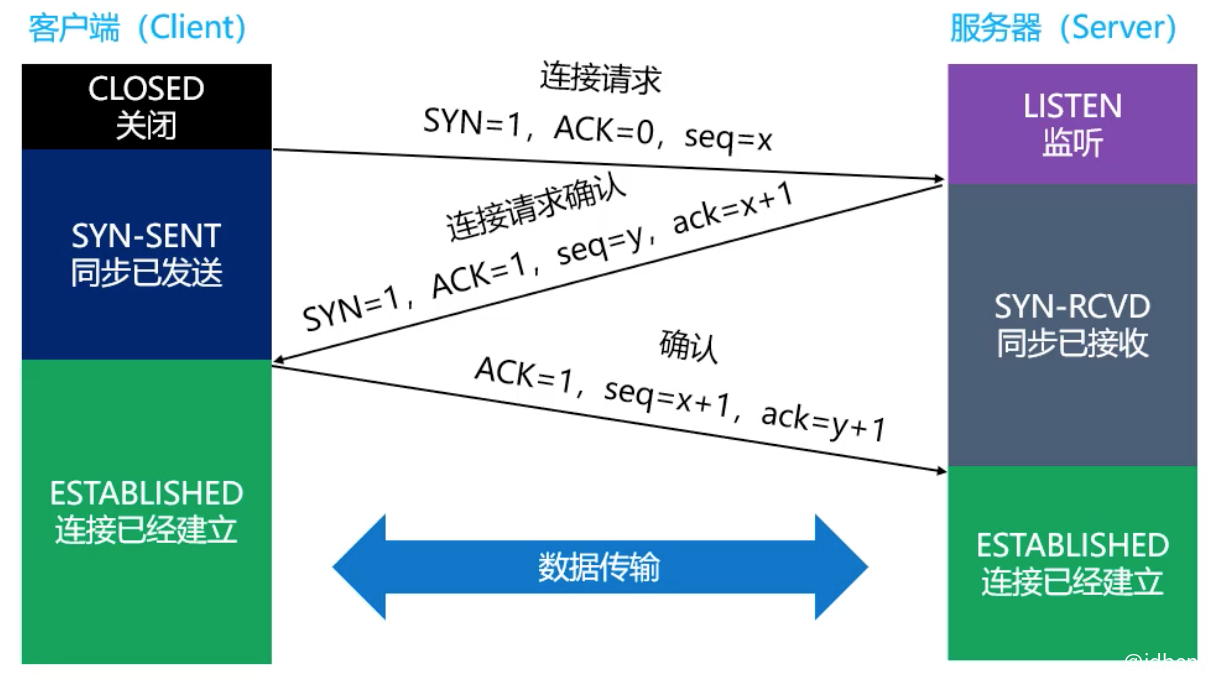 客户端（Client）
服务器（Server）
CLOSED
关闭
连接请求
SYN=1，ACK=0，seq=x
LISTEN
监听
SYN-SENT
同步已发送
连接请求确认
SYN=1，ACK=1，seq=y，ack=x+1
SYN-RCVD
同步已接收
确认
ACK=1，seq=x+1，ack=y+1
ESTABLISHED
连接已经建立
数据传输
ESTABLISHED
连接已经建立